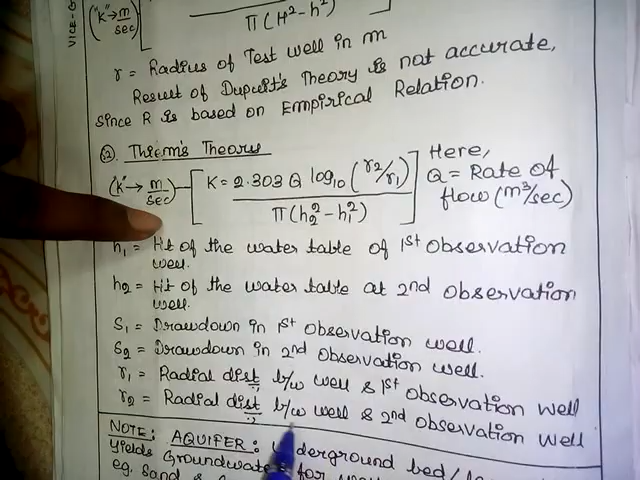 ("K"→ m/sec)
π(H²-h²)
r = Radius of Test well in m
Result of Dupuit's Theory is not accurate,
Since R is based on Empirical Relation.
2. Thiem's Theory
("K"→ m/sec) [K = 2.303 Q log₁₀ (r2/r1) / π(h₂²-h₁²)] Here,
Q = Rate of
flow (m³/sec)
h1 = Ht of the water table of 1st observation
well.
h2 = Ht of the water table at 2nd observation
well.
S1 = Drawdown in 1st observation well.
S2 = Drawdown in 2nd observation well.
r1 = Radial dist b/w well & 1st observation well
r2 = Radial dist b/w well & 2nd observation well
NOTE: AQUIFER: underground bed/
yields Groundwater for
eg. Sand &